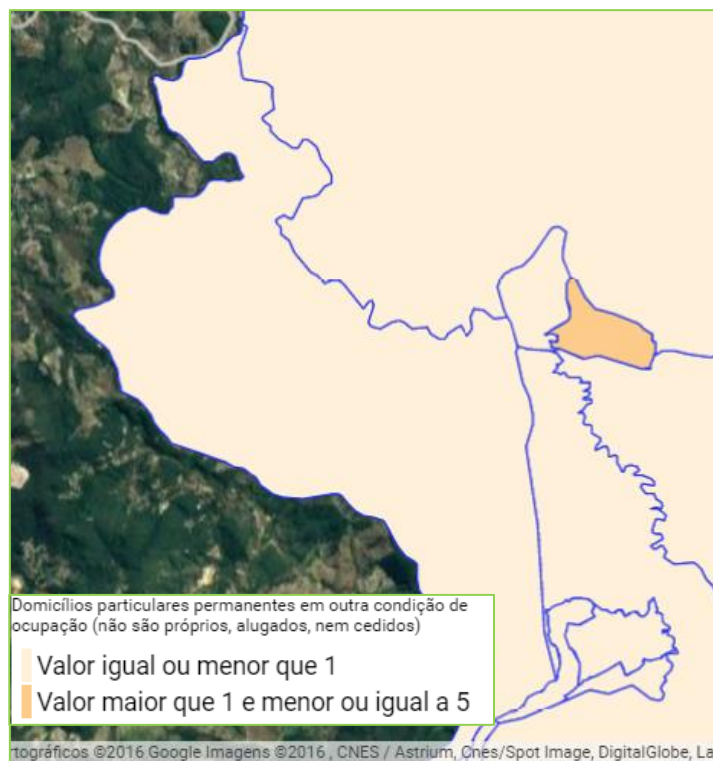 Domicílios particulares permanentes em outra condição de
ocupação (não são próprios, alugados, nem cedidos)
Valor igual ou menor que 1
Valor maior que 1 e menor ou igual a 5
rtográficos ©2016 Google Imagens ©2016 , CNES / Astrium, Cnes/Spot Image, DigitalGlobe, La